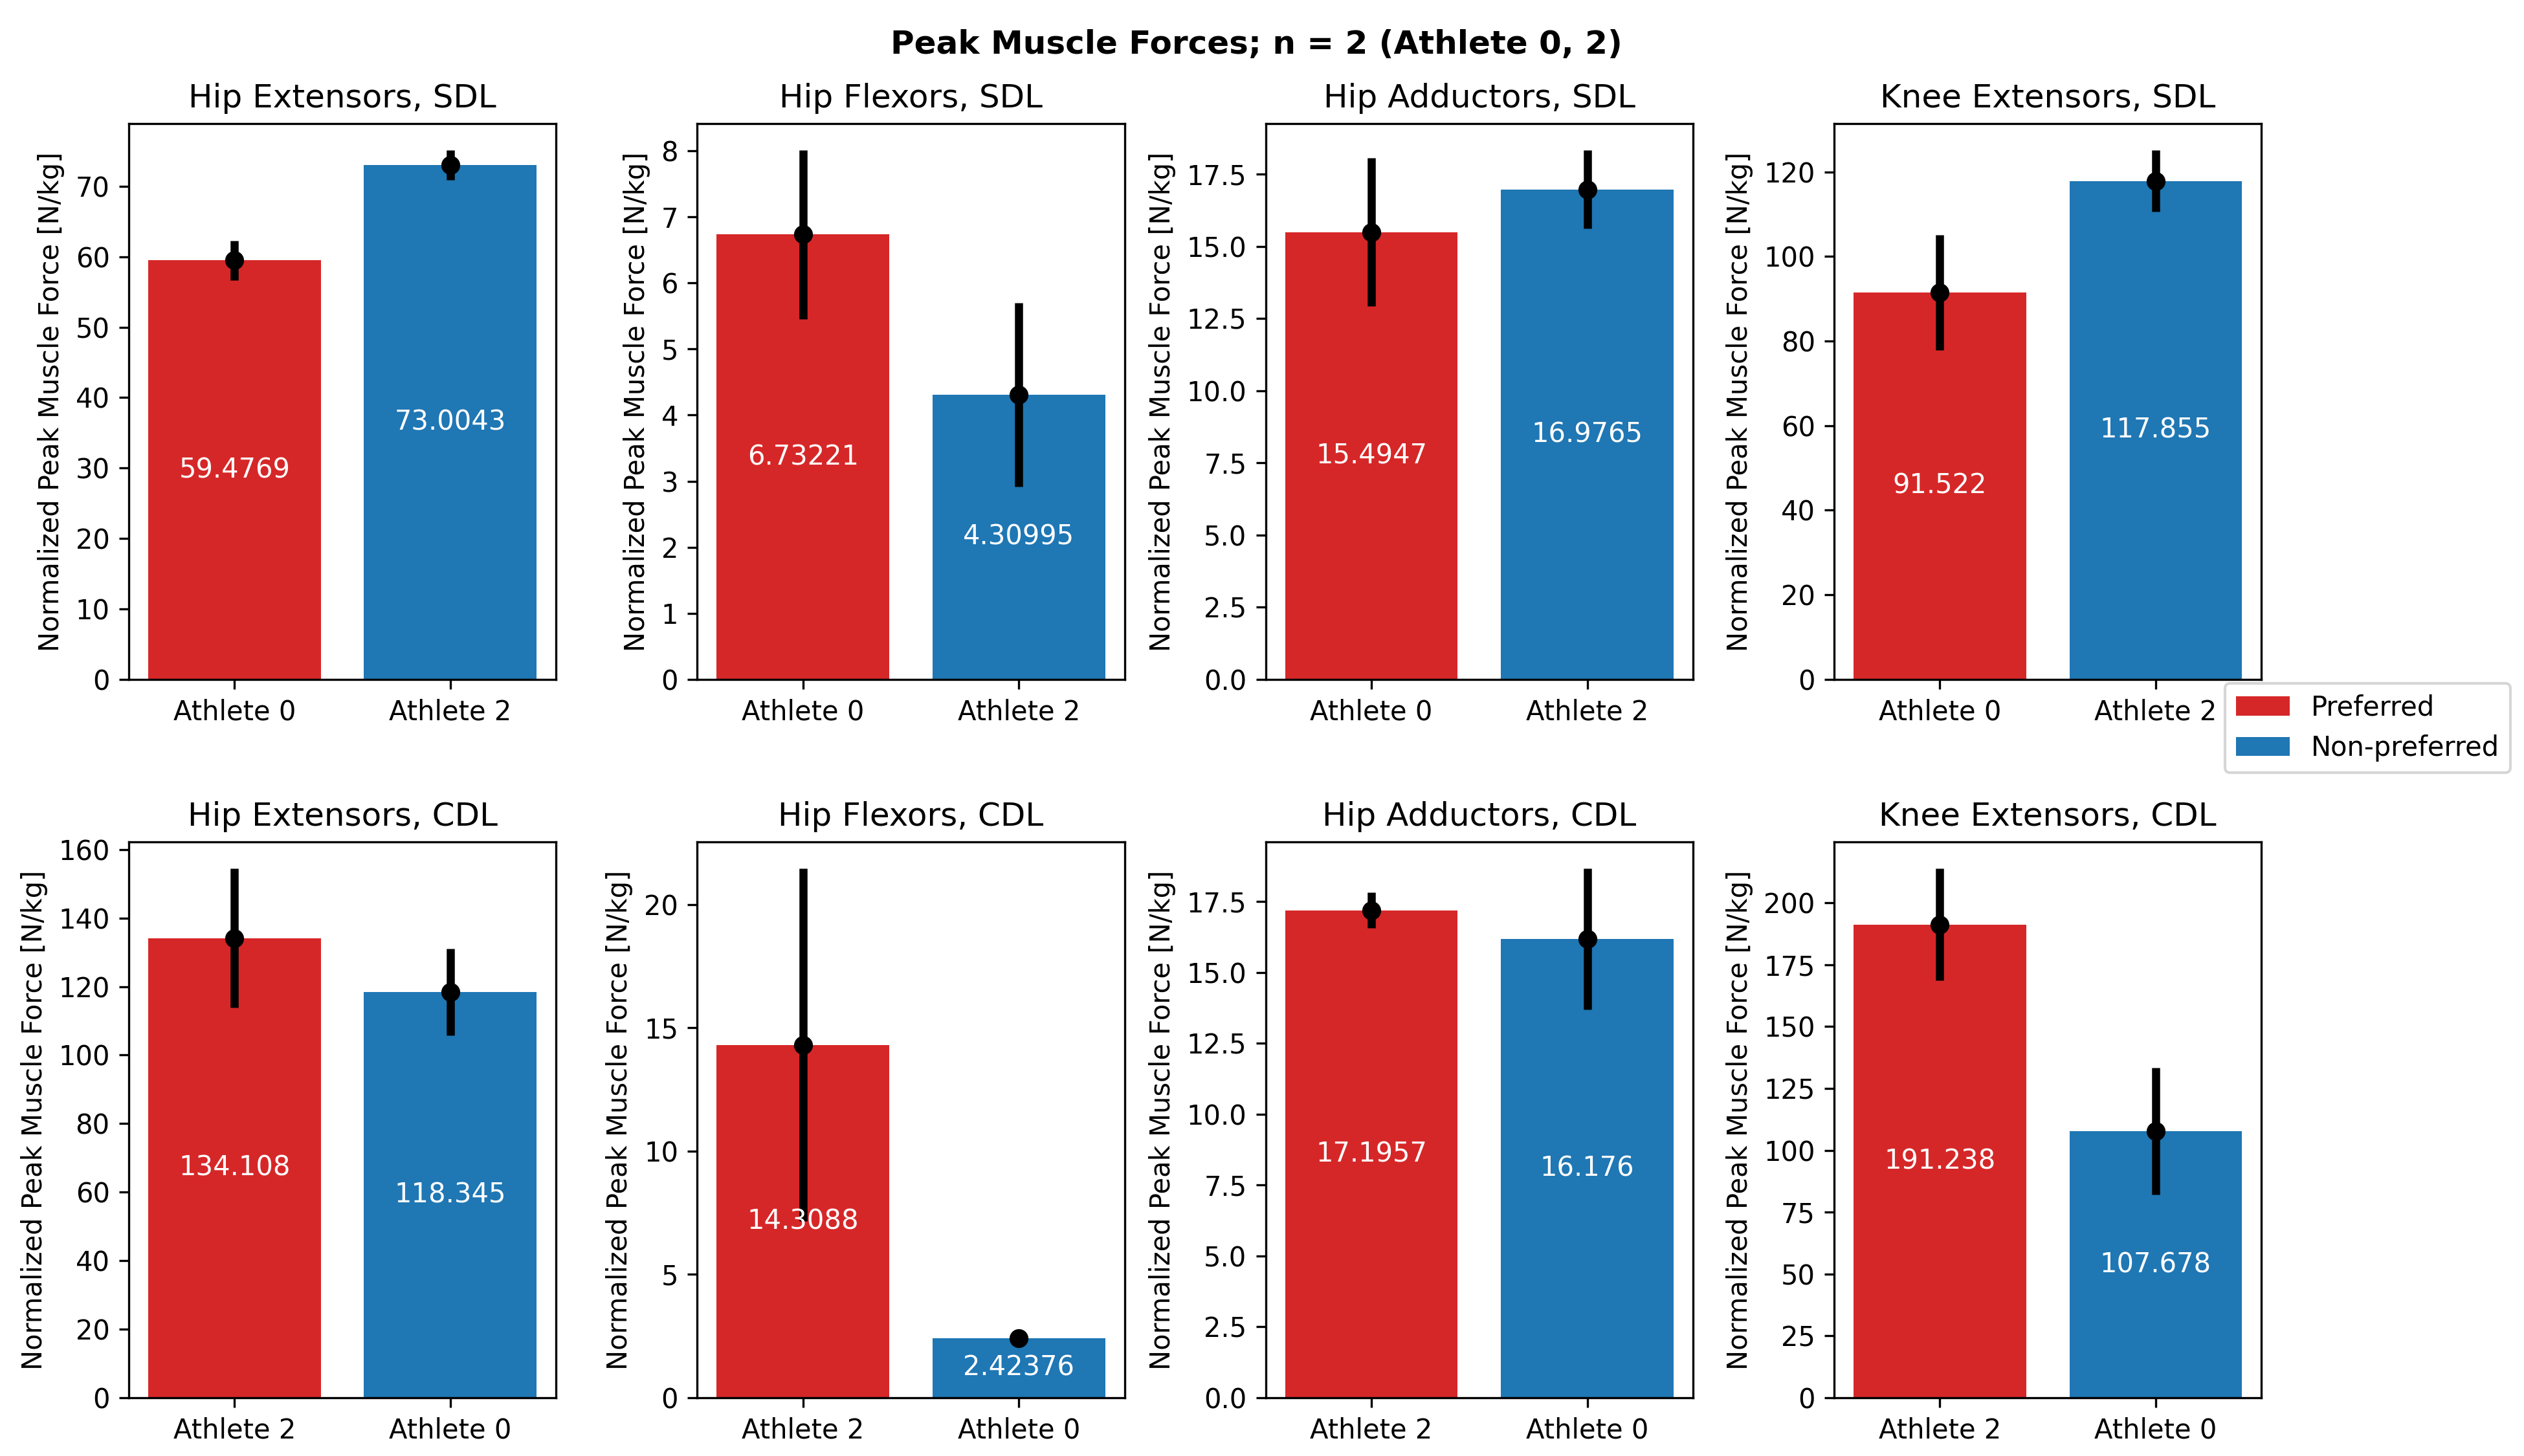 Peak Muscle Forces; n = 2 (Athlete 0, 2)
Hip Extensors, SDL
Normalized Peak Muscle Force [N/kg]
70
60
50
40
30
20
10
0
59.4769
73.0043
Athlete 0
Athlete 2
Hip Flexors, SDL
Normalized Peak Muscle Force [N/kg]
8
7
6
5
4
3
2
1
0
6.73221
4.30995
Athlete 0
Athlete 2
Hip Adductors, SDL
Normalized Peak Muscle Force [N/kg]
17.5
15.0
12.5
10.0
7.5
5.0
2.5
0.0
15.4947
16.9765
Athlete 0
Athlete 2
Knee Extensors, SDL
Normalized Peak Muscle Force [N/kg]
120
100
80
60
40
20
0
91.522
117.855
Athlete 0
Athlete 2
Preferred
Non-preferred
Hip Extensors, CDL
Normalized Peak Muscle Force [N/kg]
160
140
120
100
80
60
40
20
0
134.108
118.345
Athlete 2
Athlete 0
Hip Flexors, CDL
Normalized Peak Muscle Force [N/kg]
20
15
10
5
0
14.3088
2.42376
Athlete 2
Athlete 0
Hip Adductors, CDL
Normalized Peak Muscle Force [N/kg]
17.5
15.0
12.5
10.0
7.5
5.0
2.5
0.0
17.1957
16.176
Athlete 2
Athlete 0
Knee Extensors, CDL
Normalized Peak Muscle Force [N/kg]
200
175
150
125
100
75
50
25
0
191.238
107.678
Athlete 2
Athlete 0